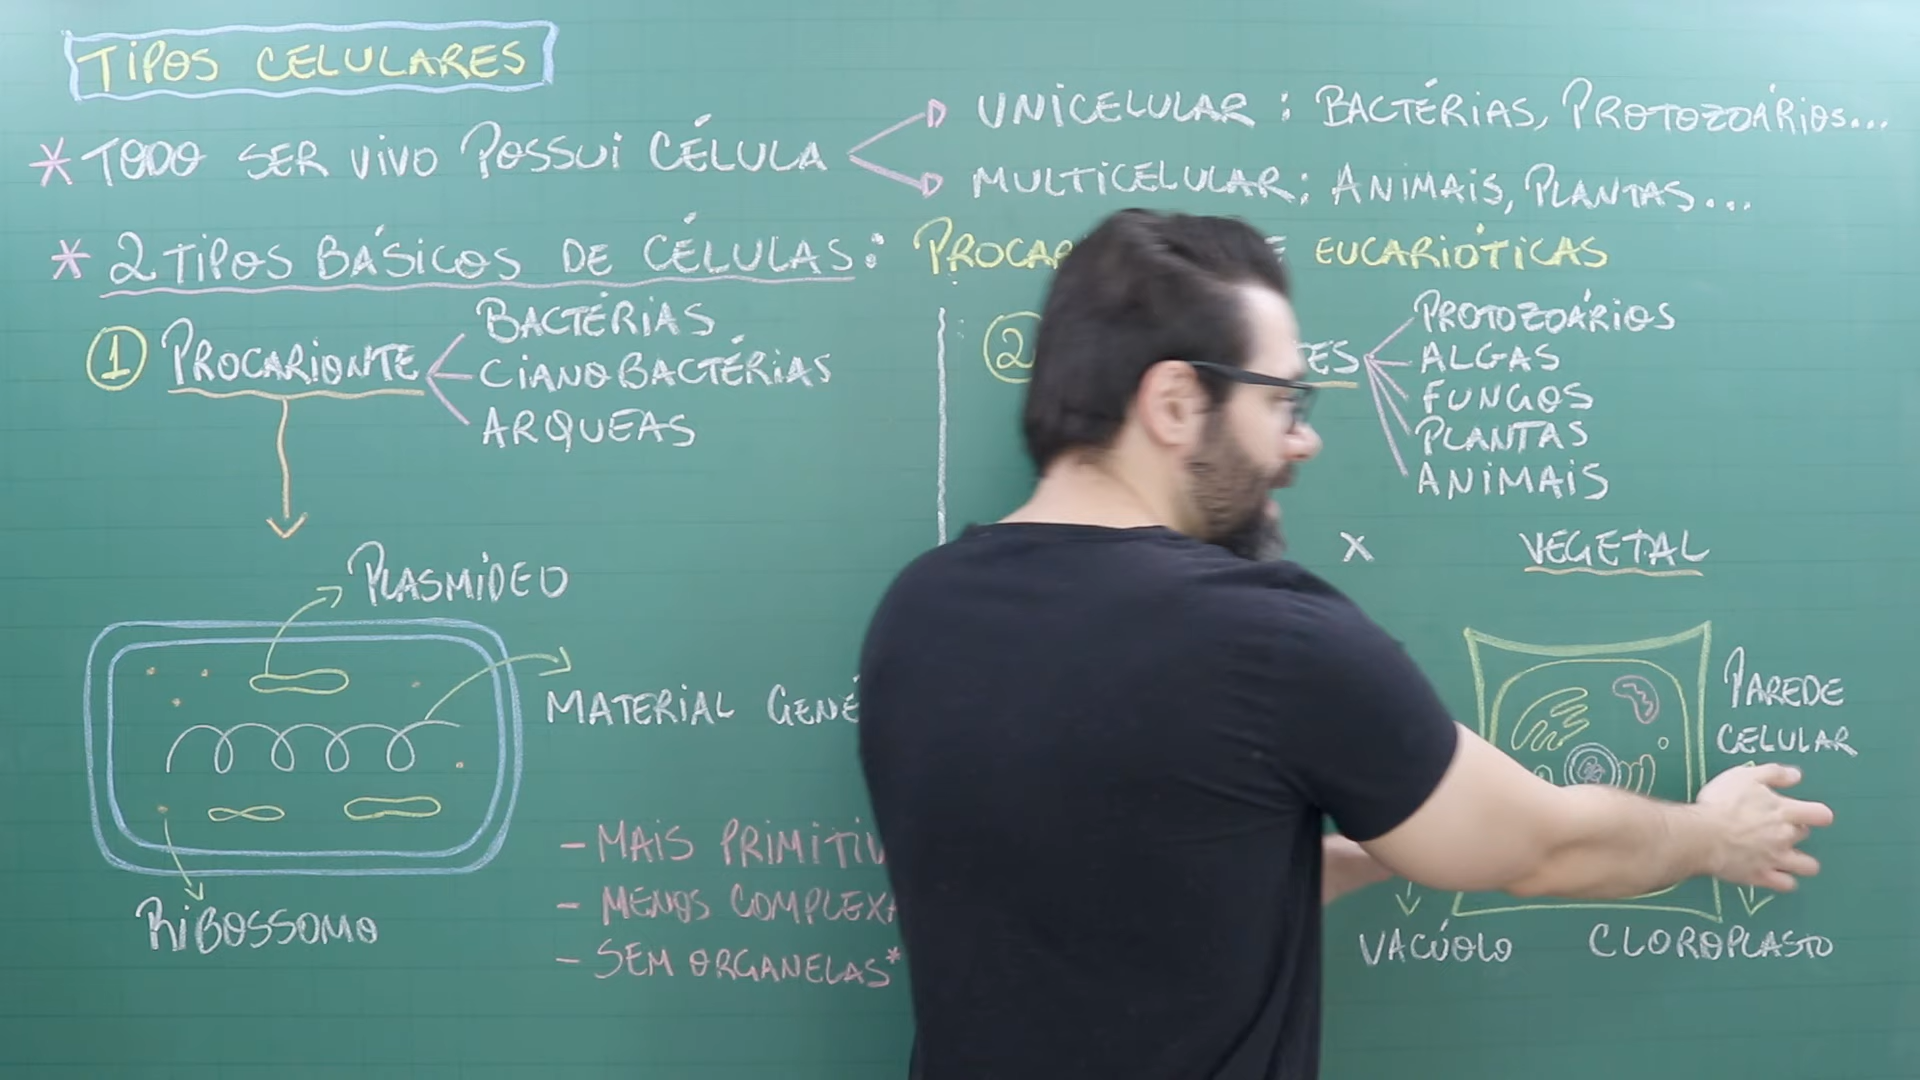 TIPOS CELULARES
* TODO SER VIVO POSSUI CÉLULA
UNICELULAR : BACTÉRIAS, PROTOZOÁRIOS...
MULTICELULAR: ANIMAIS, PLANTAS...
* 2 TIPOS BÁSICOS DE CÉLULAS: EUCARIÓTICAS
1 PROCARIONTE
BACTÉRIAS
CIANOBACTÉRIAS
ARQUEAS
PLASMÍDEO
MATERIAL
RIBOSSOMO
- MAIS
- MENOS
- SEM ORGANELAS*
2
PROTOZOÁRIOS
ALGAS
FUNGOS
PLANTAS
ANIMAIS
X VEGETAL
PAREDE
CELULAR
VACÚOLO CLOROPLASTO